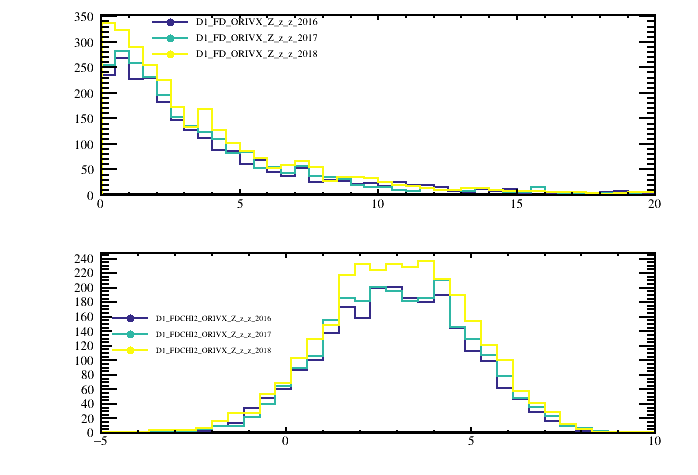 350
300
250
200
150
100
50
0
D1_FD_ORIVX_Z_z_z_2016
D1_FD_ORIVX_Z_z_z_2017
D1_FD_ORIVX_Z_z_z_2018
0 5 10 15 20
240
220
200
180
160
140
120
100
80
60
40
20
0
D1_FDCHI2_ORIVX_Z_z_z_2016
D1_FDCHI2_ORIVX_Z_z_z_2017
D1_FDCHI2_ORIVX_Z_z_z_2018
−5 0 5 10